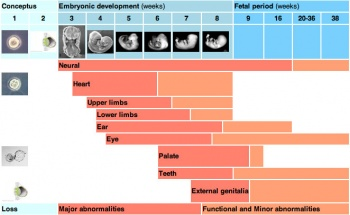 Conceptus Embryonic development (weeks) Fetal period (weeks)
1 2 3 4 5 6 7 8 9 16 20-36 38
Neural
Heart
Upper limbs
Lower limbs
Ear
Eye
Palate
Teeth
External genitalia
Loss Major abnormalities Functional and Minor abnormalities